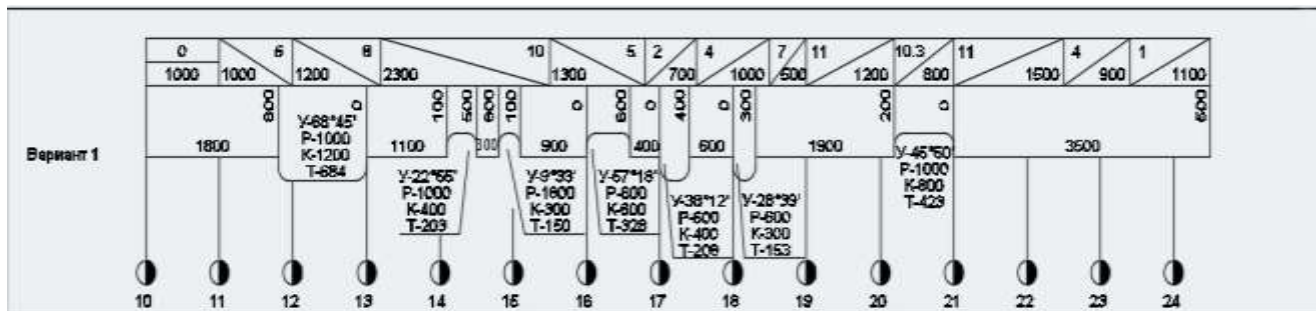 0 6 8 10 5 2 4 7 11 10.3 11 4 1
1000 1000 1200 2300 1300 700 1000 500 1200 800 1500 900 1100
800 0 100 500 600 100 0 600 0 400 0 300 200 0 500
Вариант 1
1800 1100 300 900 400 600 1900 3500
У-68°45'
Р-1000
К-1200
Т-684
У-22°55'
Р-1000
К-400
Т-203
У-9°33'
Р-1800
К-300
Т-150
У-57°18'
Р-600
К-600
Т-328
У-38°12'
Р-600
К-400
Т-208
У-28°39'
Р-600
К-300
Т-153
У-45°50'
Р-1000
К-800
Т-423
10 11 12 13 14 15 16 17 18 19 20 21 22 23 24